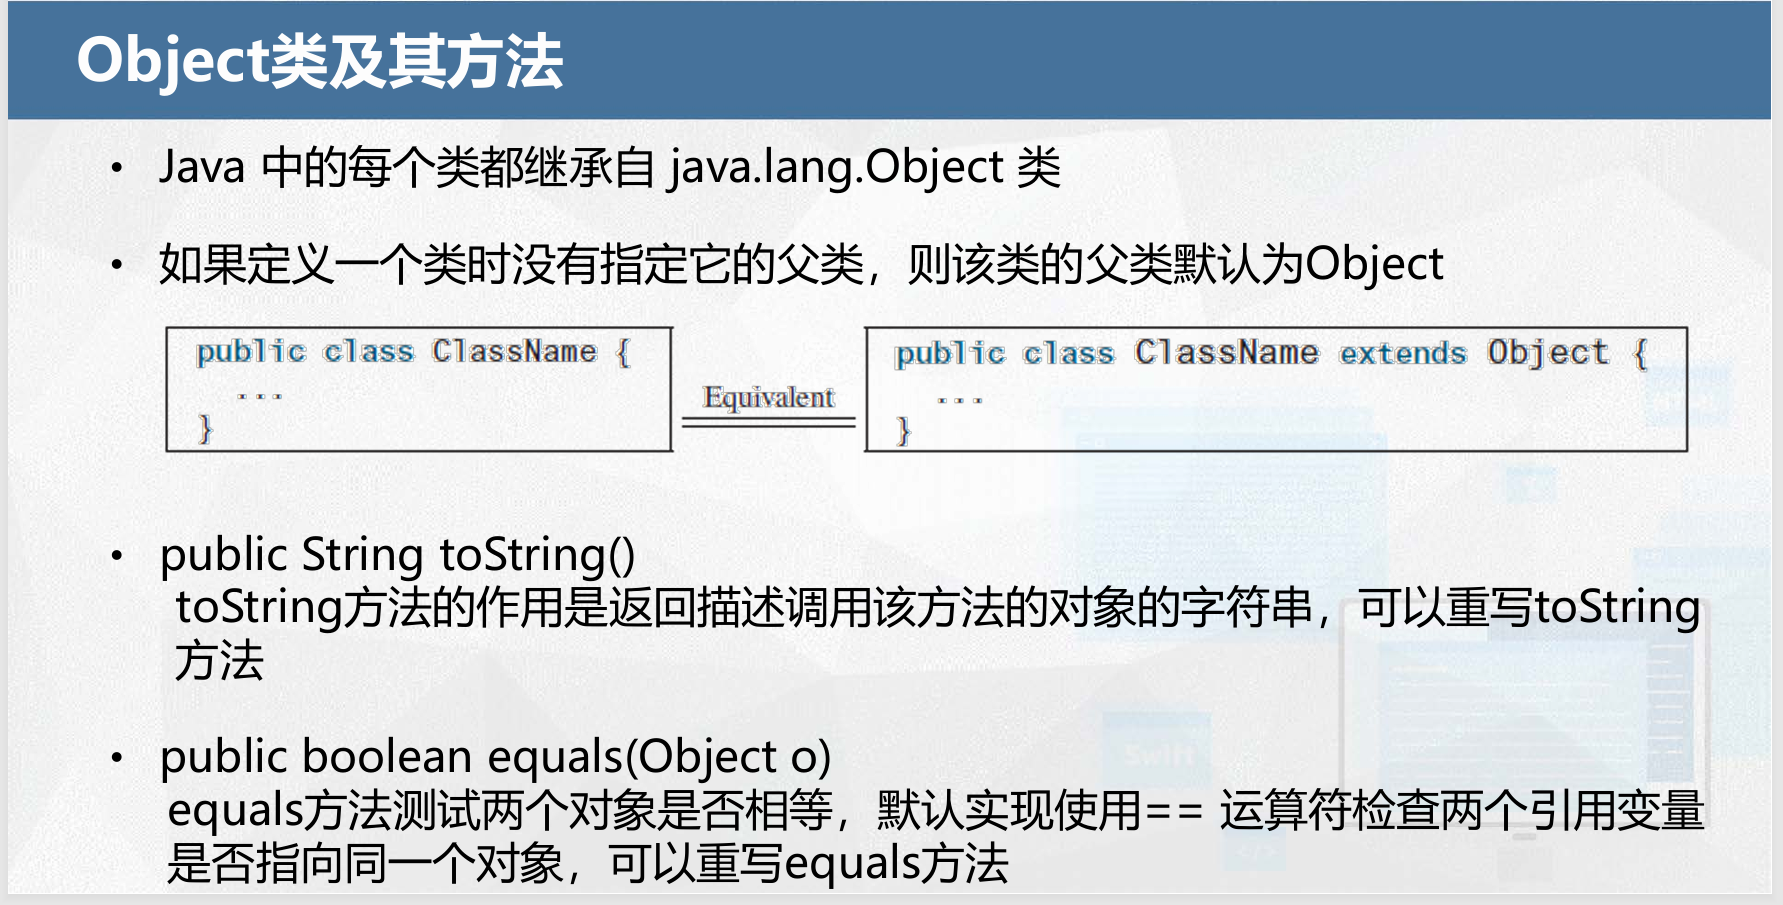 Object类及其方法
• Java 中的每个类都继承自 java.lang.Object 类
• 如果定义一个类时没有指定它的父类，则该类的父类默认为Object
public class ClassName {
...
}
Equivalent
public class ClassName extends Object {
...
}
• public String toString()
toString方法的作用是返回描述调用该方法的对象的字符串，可以重写toString
方法
• public boolean equals(Object o)
equals方法测试两个对象是否相等，默认实现使用== 运算符检查两个引用变量
是否指向同一个对象，可以重写equals方法
Swift